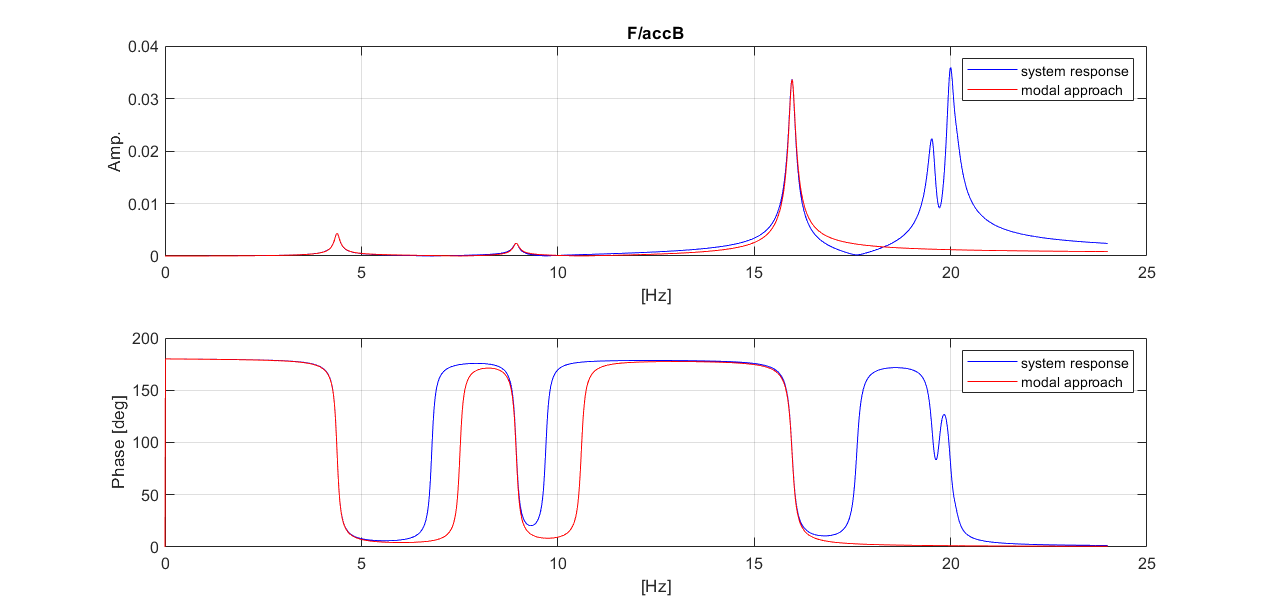 F/accB
0.04
0.03
0.02
0.01
0
Amp.
system response
modal approach
0 5 10 15 20 25
[Hz]
200
150
100
50
0
Phase [deg]
system response
modal approach
0 5 10 15 20 25
[Hz]